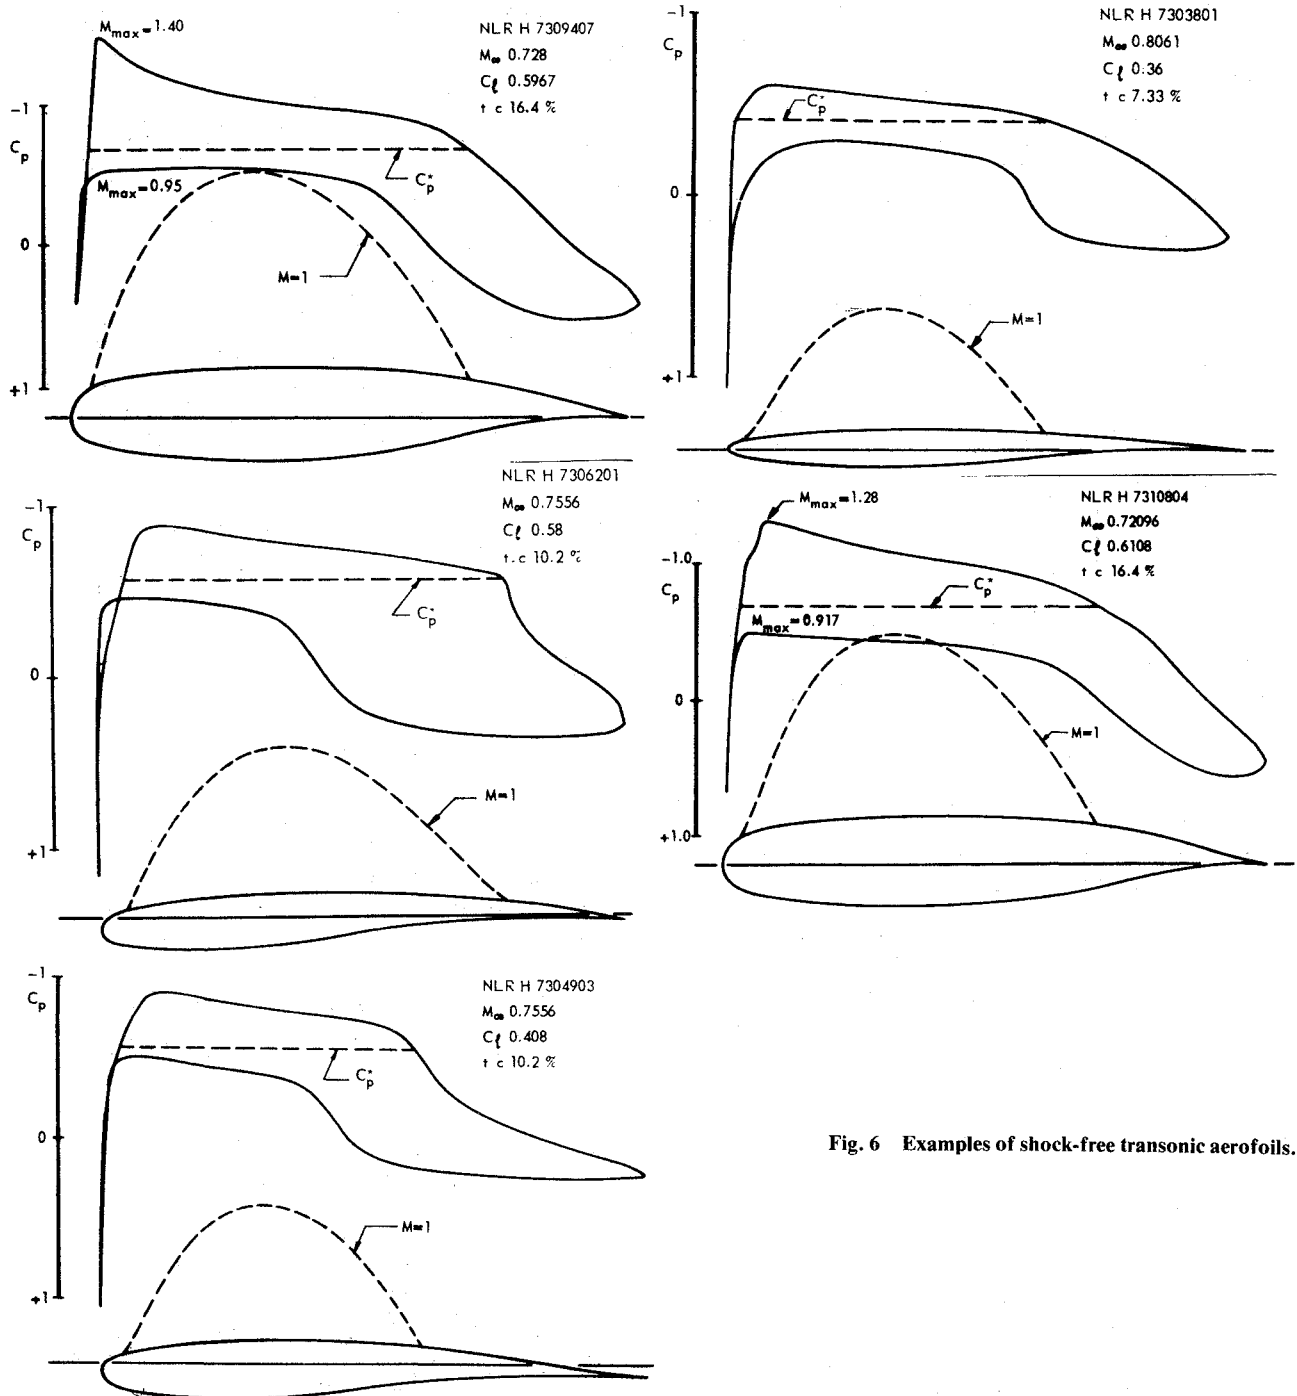 M max = 1.40
NLR H 7309407
M∞ 0.728
Cℓ 0.5967
t c 16.4 %
-1
Cp
0
+1
Cp*
M max = 0.95
M=1
NLR H 7303801
M∞ 0.8061
Cℓ 0.36
t c 7.33 %
-1
Cp
0
+1
Cp*
M=1
NLR H 7306201
M∞ 0.7556
Cℓ 0.58
t.c 10.2 %
-1
Cp
0
+1
Cp*
M=1
M max = 1.28
NLR H 7310804
M∞ 0.72096
Cℓ 0.6108
t c 16.4 %
-1.0
Cp
0
+1.0
Cp*
M max = 0.917
M=1
NLR H 7304903
M∞ 0.7556
Cℓ 0.408
t c 10.2 %
-1
Cp
0
+1
Cp*
M=1
Fig. 6 Examples of shock-free transonic aerofoils.